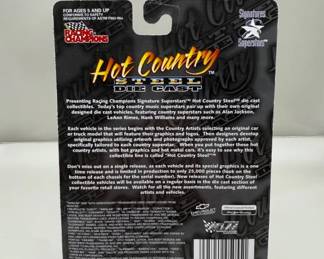 FOR AGES 5 AND UP
CONFORMS TO SAFETY
REQUIREMENTS OF ASTM F963-96a
RACING
CHAMPIONS
Signatures
Superstars
Hot Country
STEEL
DIE CAST
Presenting Racing Champions Signature Superstars™ Hot Country Steel™ die cast
collectibles. Today's top country music superstars pair up with their own original
designed die cast vehicles, featuring country superstars such as Alan Jackson,
LeAnn Rimes, Hank Williams and many more.
Each vehicle in the series begins with the Country Artists selecting an original car
or truck model that will feature their graphics and logos. Then designers develop
original graphics utilizing artwork and photographs approved by each artist,
specifically tailored to each country superstar. When you put together these hot
country artists, with hot graphics and hot metal cars, it's easy to see why this
collectible line is called "Hot Country Steel".
Don't miss out on a single release, as each vehicle and its special graphics is a one
time release and is limited in production to only 25,000 pieces (look on the
bottom of each chassis for the serial number). New releases of Hot Country Steel
collectible vehicles will be available on a regular basis in the die cast section of
your favorite retail stores. Watch for all the new assortments, featuring different
artists and vehicles.
CHEVROLET